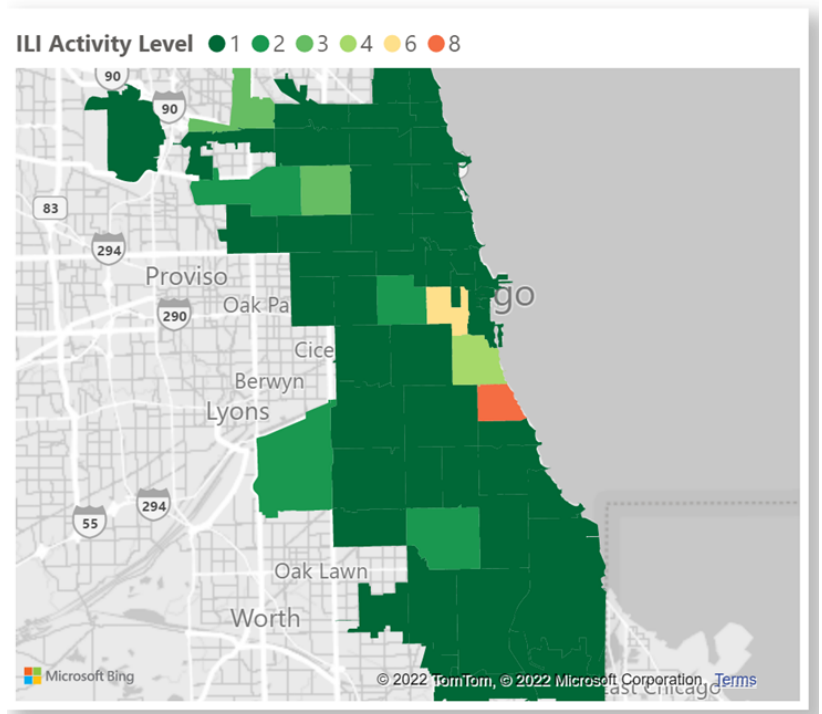 ILI Activity Level 1 2 3 4 6 8
90
90
83
294
Proviso
290
Oak Pa
go
Cice
Berwyn
Lyons
294
55
Oak Lawn
Worth
Microsoft Bing
© 2022 TomTom, © 2022 Microsoft Corporation, Terms
East Chicago